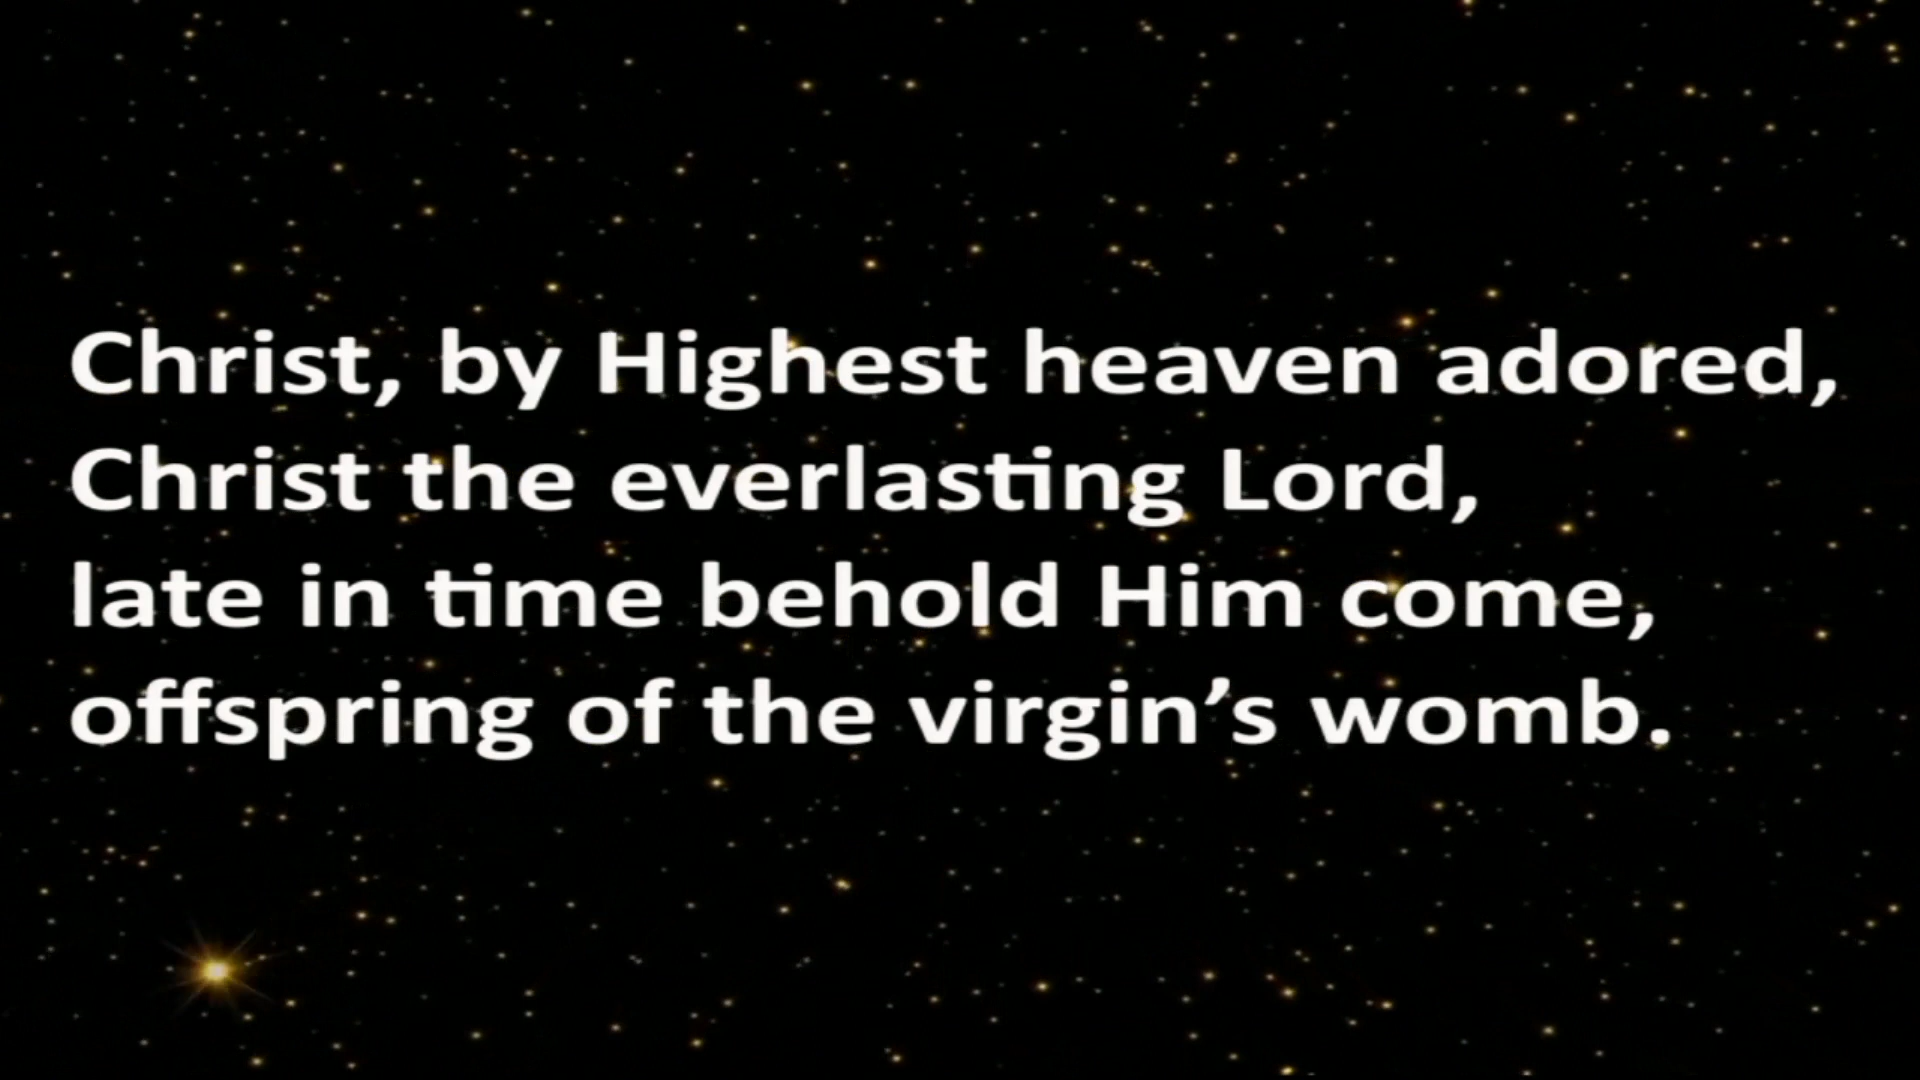 Christ, by Highest heaven adored,
Christ the everlasting Lord,
late in time behold Him come,
offspring of the virgin’s womb.